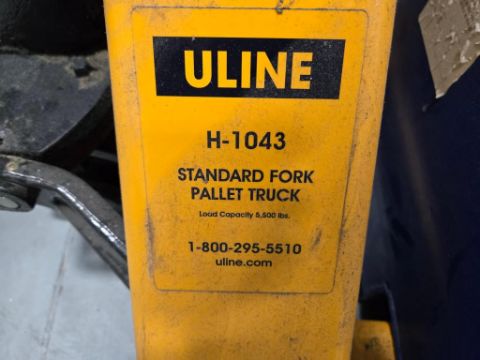 ULINE
H-1043
STANDARD FORK
PALLET TRUCK
Load Capacity 5,500 lbs.
1-800-295-5510
uline.com